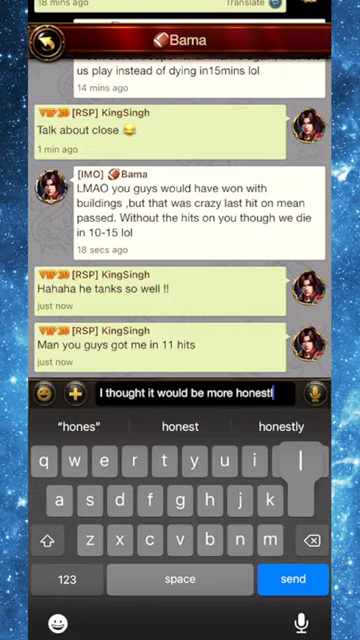 18 mins ago
Translate
🏈Bama
us play instead of dying in15mins lol
14 mins ago
VIP 20 [RSP] KingSingh
Talk about close 😂
1 min ago
[IMO] 🏈Bama
LMAO you guys would have won with
buildings ,but that was crazy last hit on mean
passed. Without the hits on you though we die
in 10-15 lol
18 secs ago
VIP 20 [RSP] KingSingh
Hahaha he tanks so well !!
just now
VIP 20 [RSP] KingSingh
Man you guys got me in 11 hits
just now
I thought it would be more honestl
“hones” honest honestly
q w e r t y u i l
a s d f g h j k
z x c v b n m
123 space send